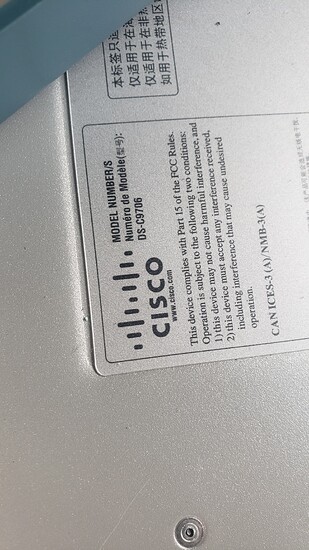 本标签只适
仅适用于在海
仅适用于在非热
如用于热带地区
MODEL NUMBER/S
Numéro de Modèle(型号):
DS-C9706
CISCO
www.cisco.com
This device complies with Part 15 of the FCC Rules.
Operation is subject to the following two conditions:
1) this device may not cause harmful interference, and
2) this device must accept any interference received,
including interference that may cause undesired
operation.
CAN ICES-3 (A)/NMB-3(A)